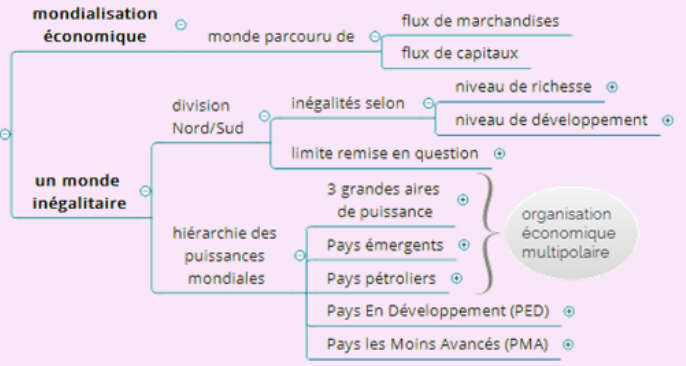 mondialisation
économique
monde parcouru de
flux de marchandises
flux de capitaux
un monde
inégalitaire
division
Nord/Sud
inégalités selon
niveau de richesse
niveau de développement
limite remise en question
hiérarchie des
puissances
mondiales
3 grandes aires
de puissance
Pays émergents
Pays pétroliers
Pays En Développement (PED)
Pays les Moins Avancés (PMA)
organisation
économique
multipolaire